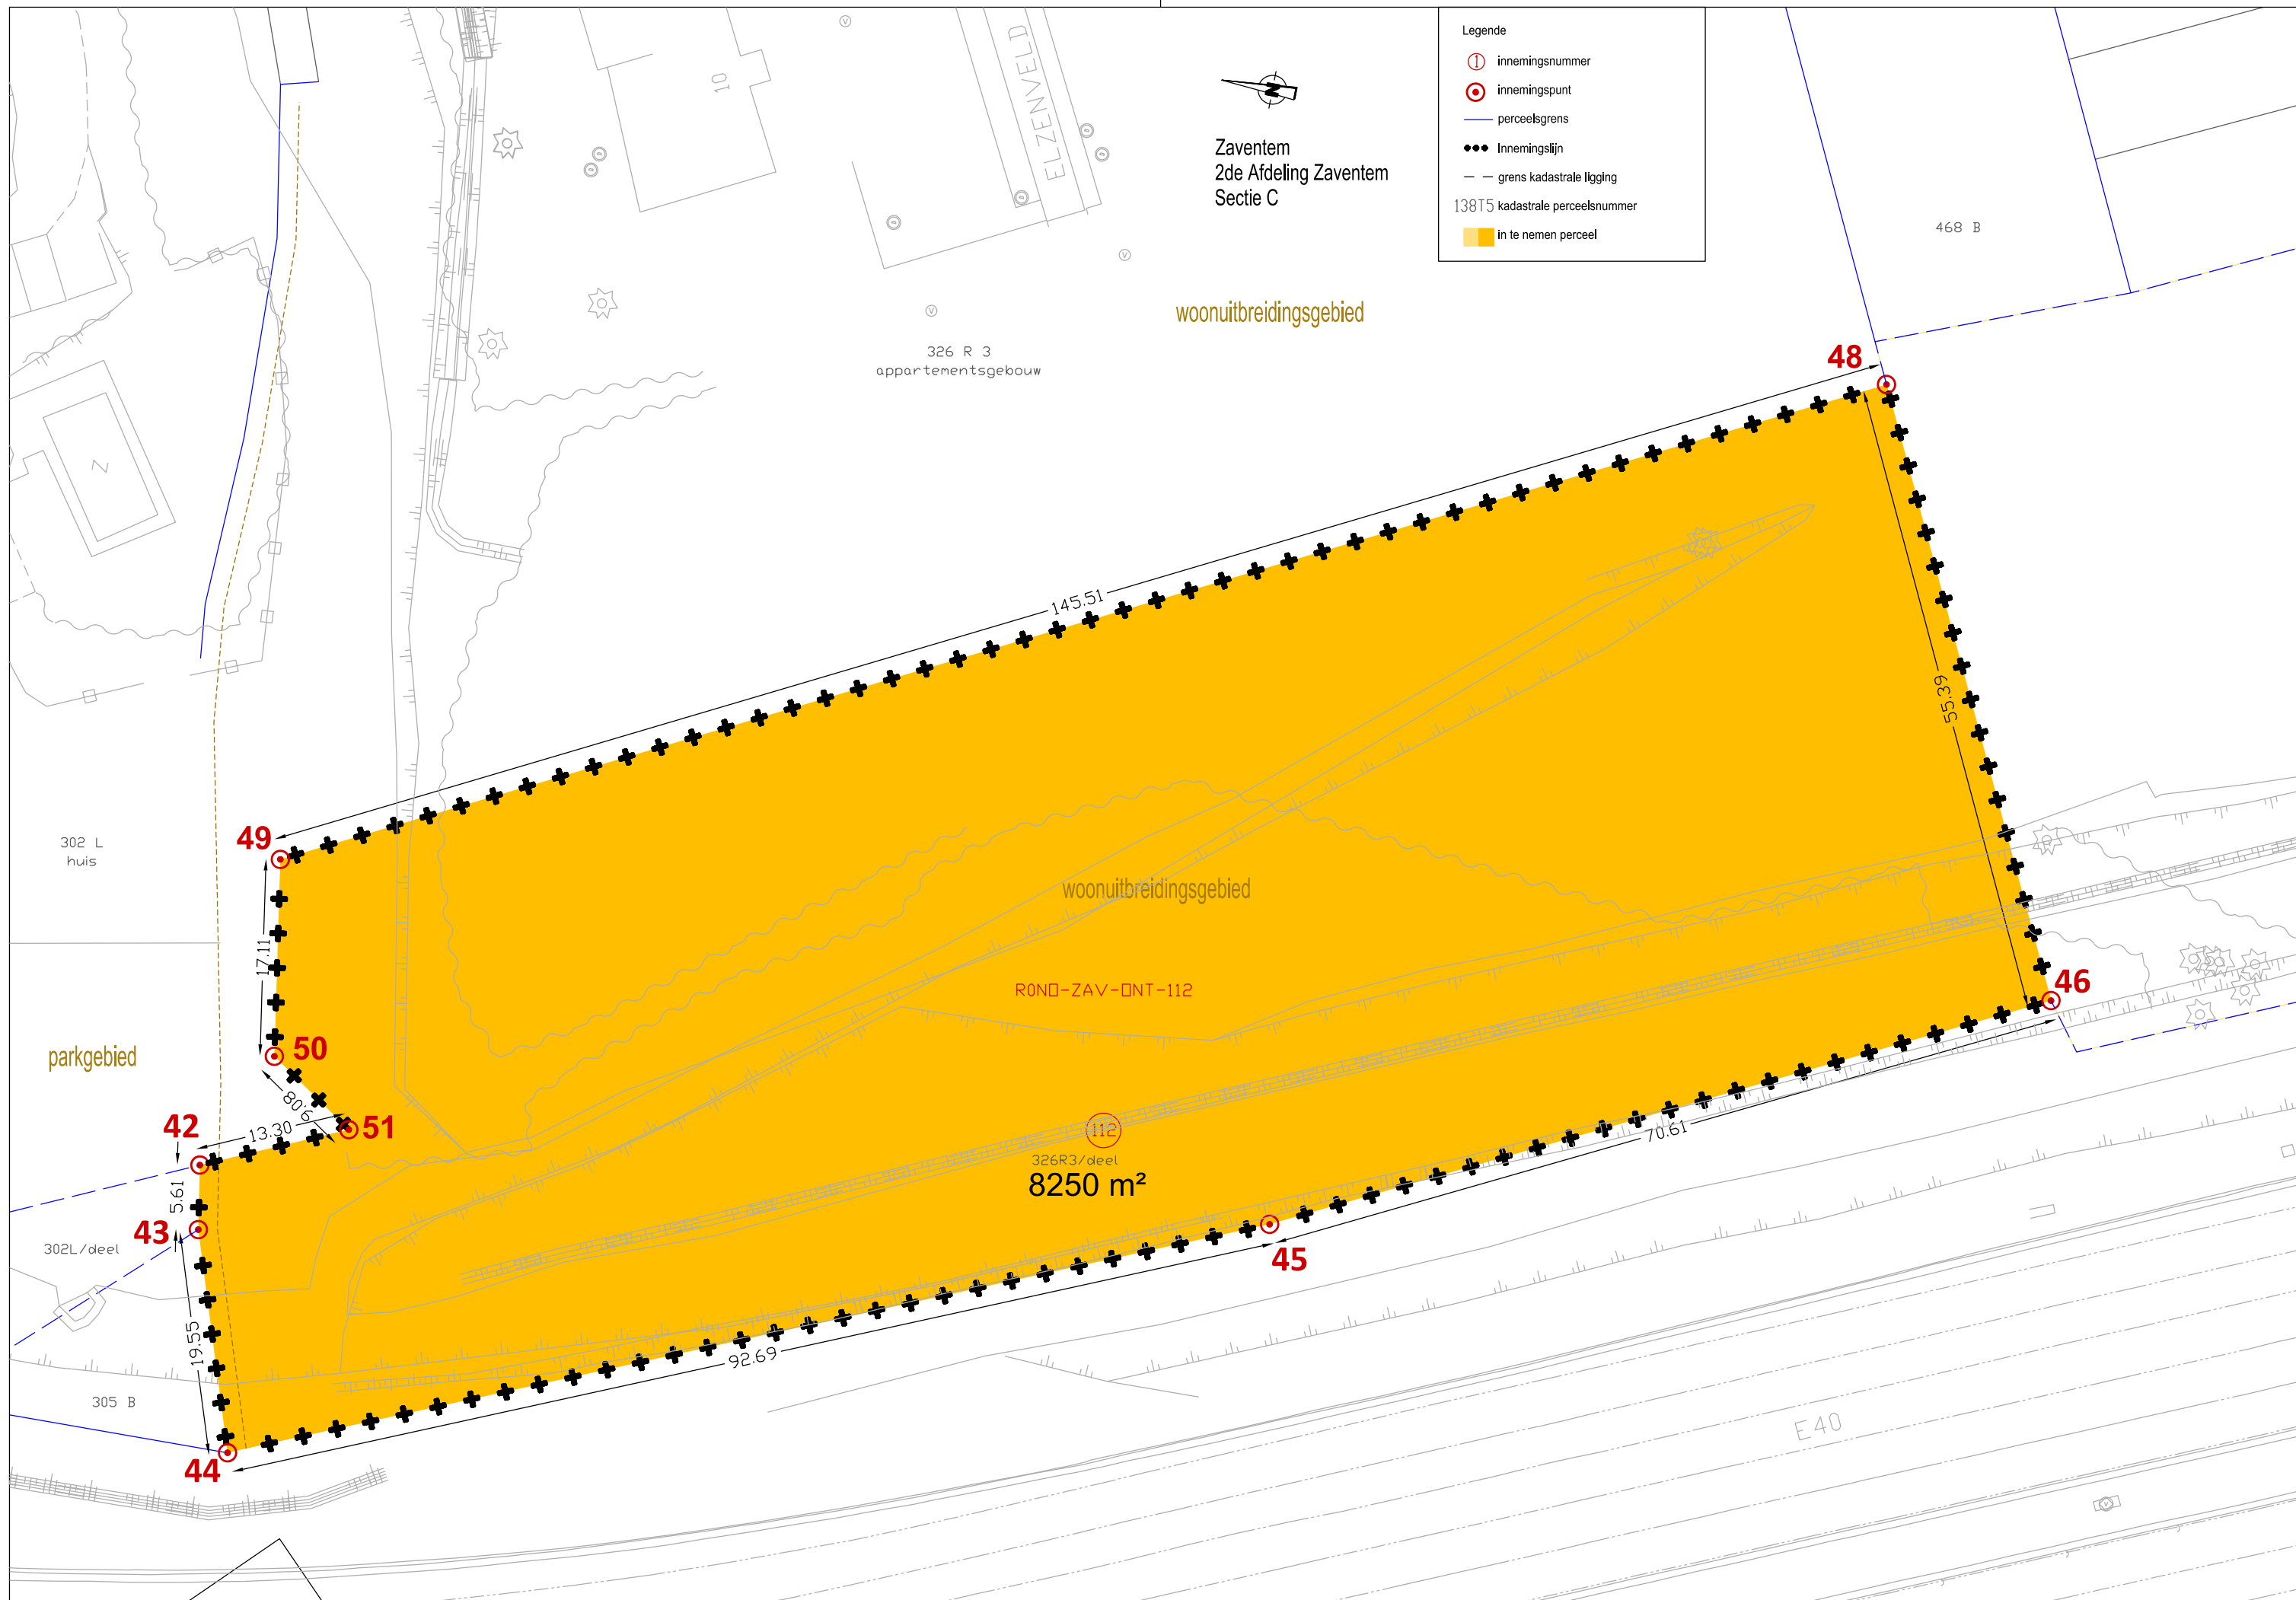 Legende
1 innemingsnummer
innemingspunt
perceelsgrens
Innemingslijn
grens kadastrale ligging
138T5 kadastrale perceelsnummer
in te nemen perceel
N
Zaventem
2de Afdeling Zaventem
Sectie C
10
ELZENVELD
468 B
woonuitbreidingsgebied
326 R 3
appartementsgebouw
48
145.51
55.39
49
302 L
huis
17.11
woonuitbreidingsgebied
RONO-ZAV-ONT-112
46
50
parkgebied
9.08
42
13.30
51
112
70.61
326R3/deel
8250 m²
5.61
43
302L/deel
45
19.55
92.69
305 B
44
E40